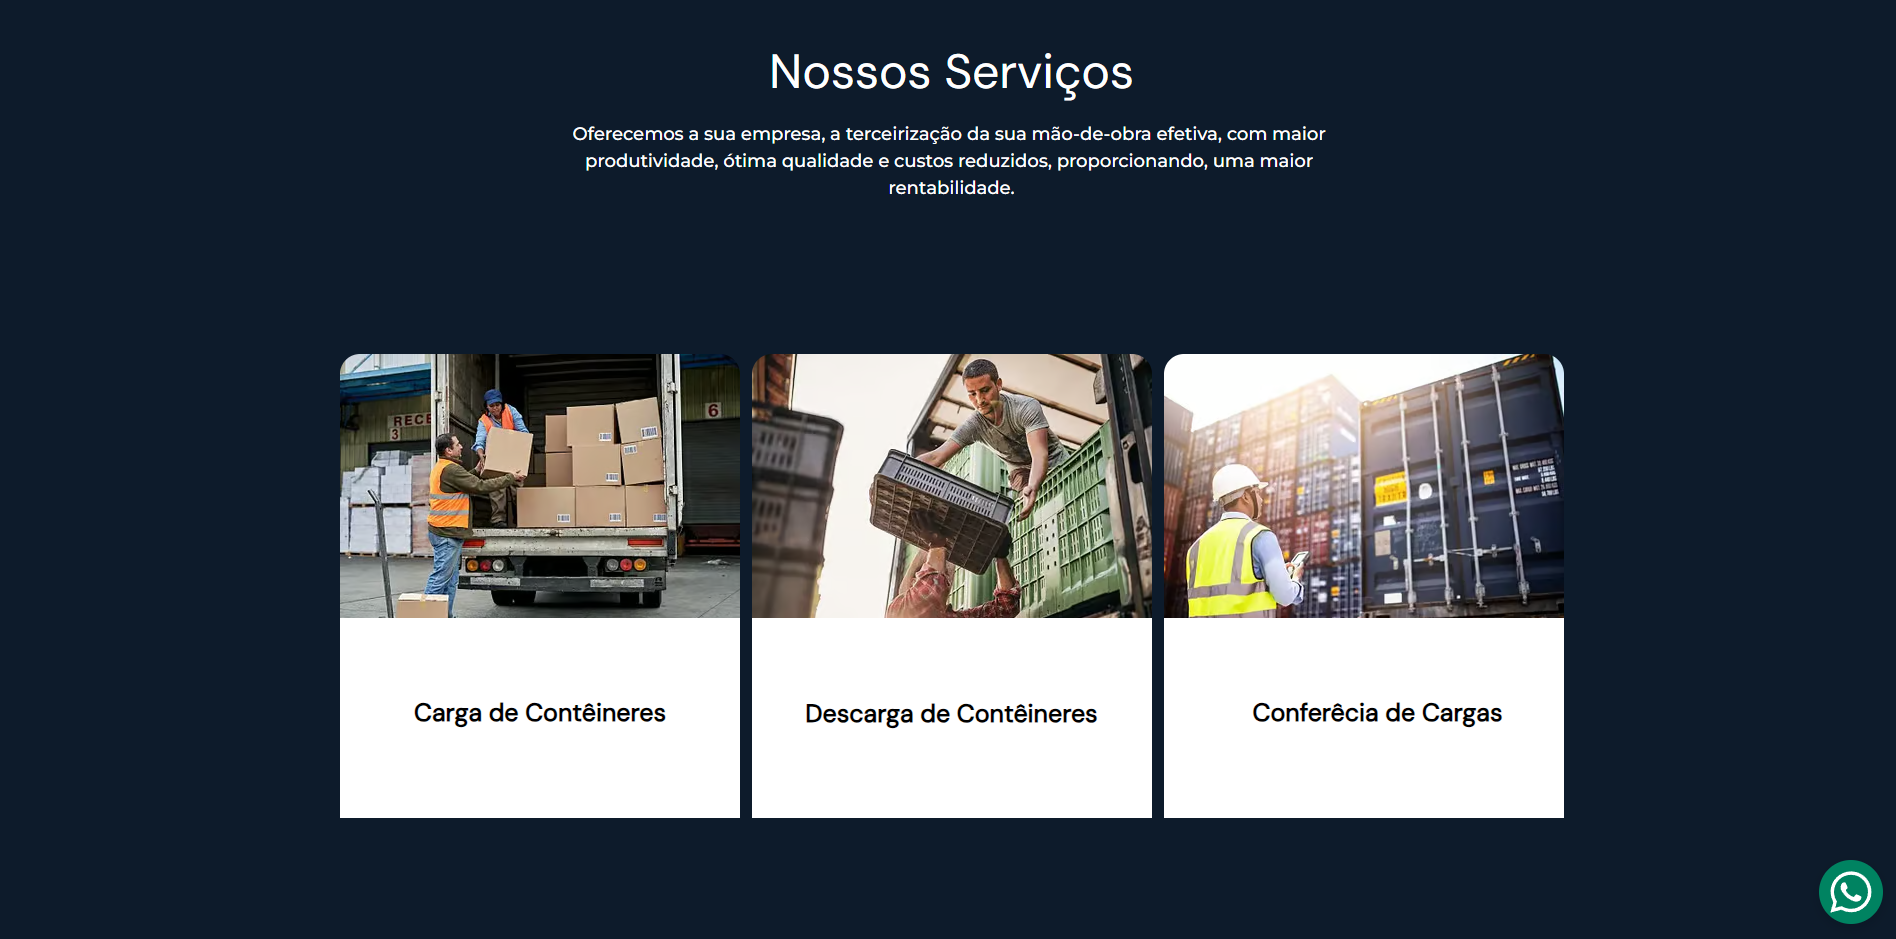 Nossos Serviços
Oferecemos a sua empresa, a terceirização da sua mão-de-obra efetiva, com maior
produtividade, ótima qualidade e custos reduzidos, proporcionando, uma maior
rentabilidade.
RECE
3
6
Carga de Contêineres
Descarga de Contêineres
Conferêcia de Cargas